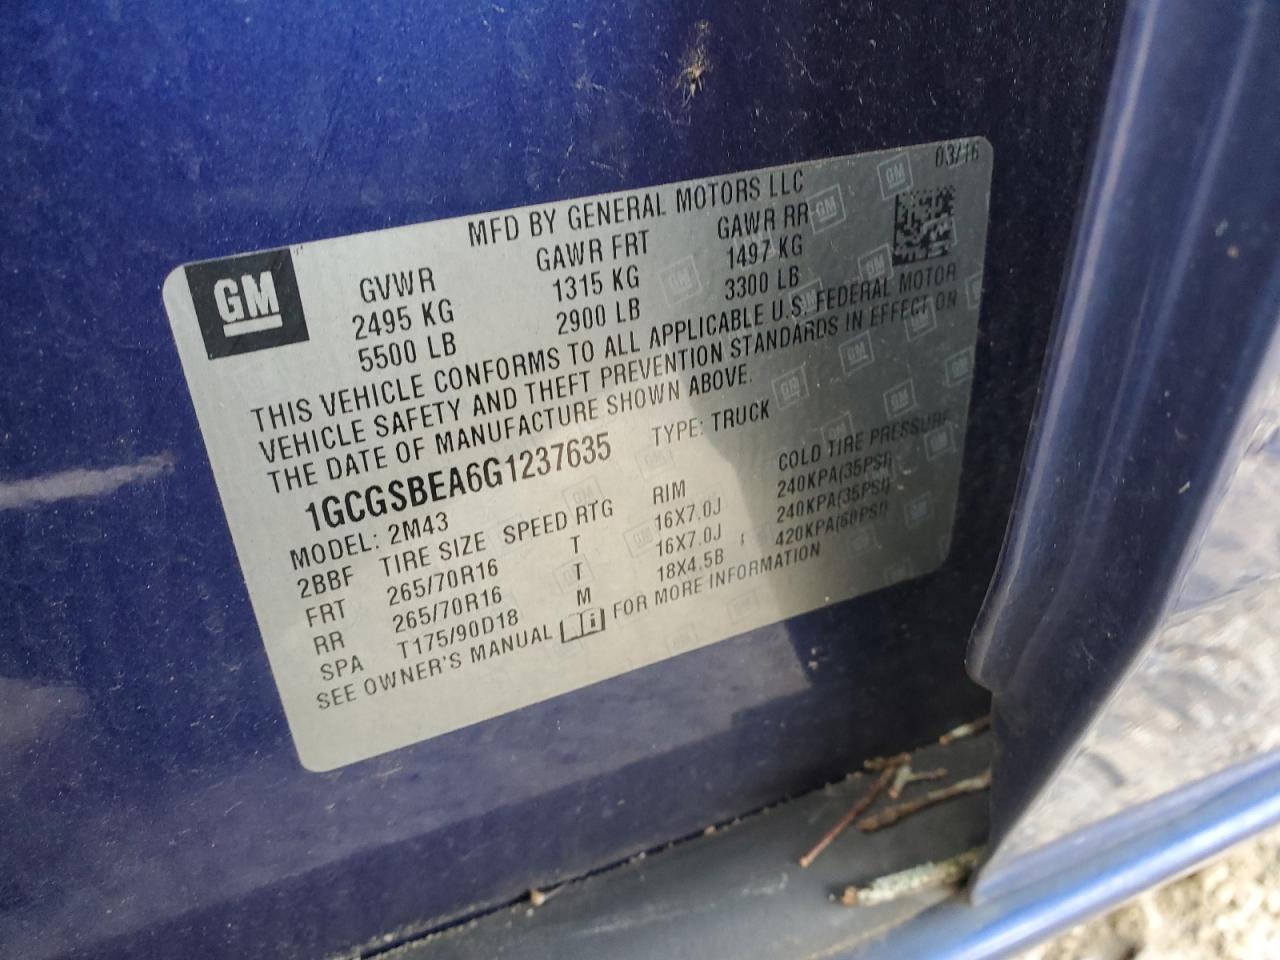 MFD BY GENERAL MOTORS LLC 03/16
GM
GVWR GAWR FRT GAWR RR
2495 KG 1315 KG 1497 KG
5500 LB 2900 LB 3300 LB
THIS VEHICLE CONFORMS TO ALL APPLICABLE U.S. FEDERAL MOTOR
VEHICLE SAFETY AND THEFT PREVENTION STANDARDS IN EFFECT ON
THE DATE OF MANUFACTURE SHOWN ABOVE.
1GCGSBEA6G1237635 TYPE: TRUCK
MODEL: 2M43
2BBF TIRE SIZE SPEED RTG RIM COLD TIRE PRESSURE
FRT 265/70R16 T 16X7.0J 240KPA(35PSI)
RR 265/70R16 T 16X7.0J 240KPA(35PSI)
SPA T175/90D18 M 18X4.5B 420KPA(60PSI)
SEE OWNER'S MANUAL FOR MORE INFORMATION